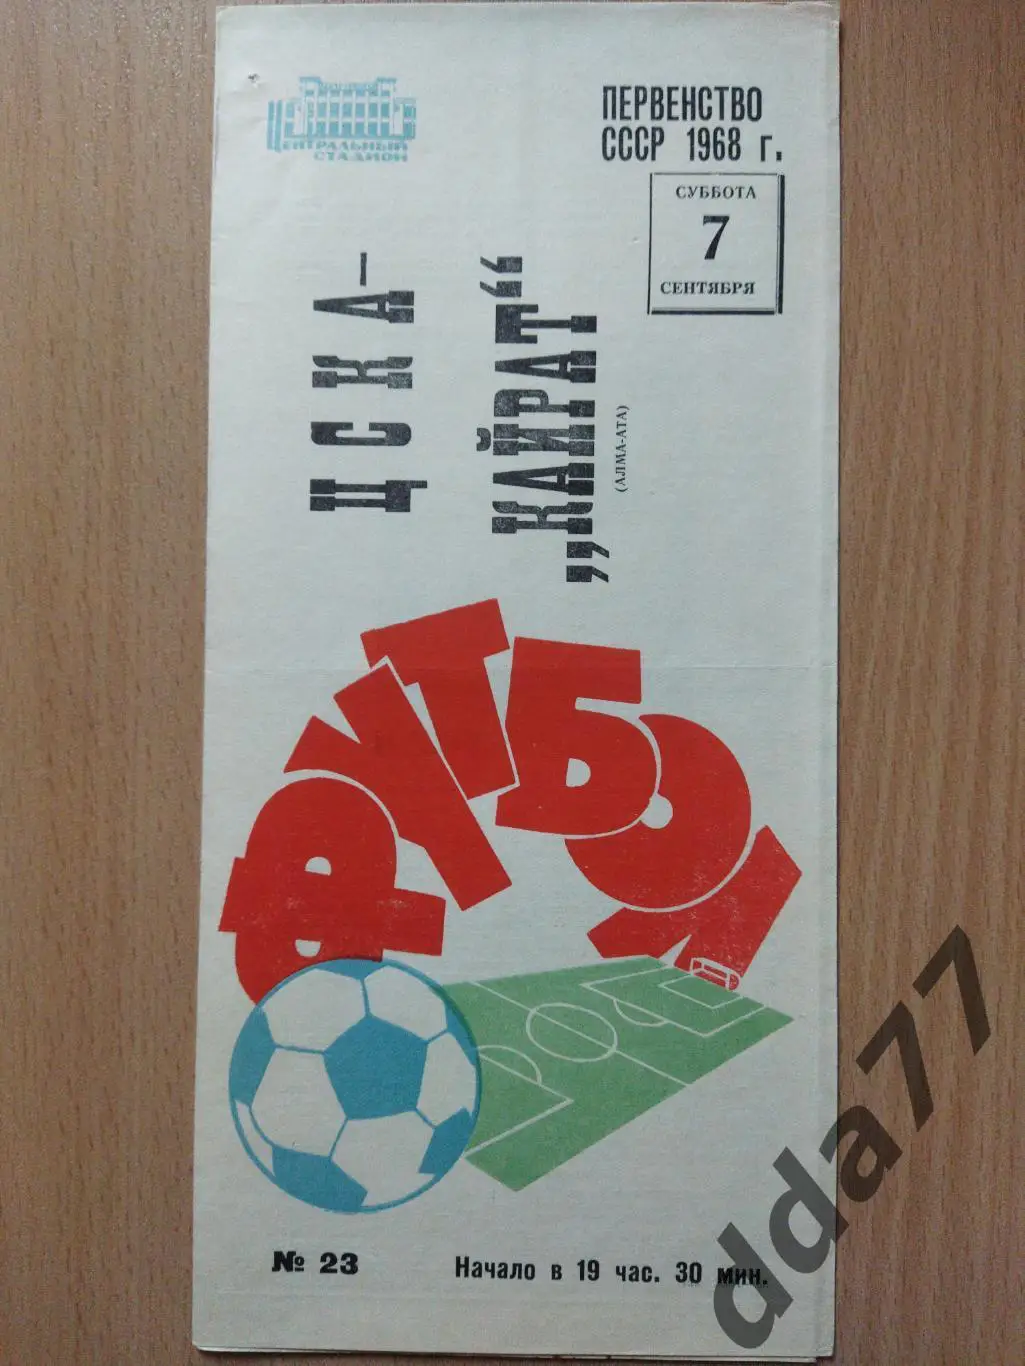 ЦЕНТРАЛЬНЫЙ
СТАДИОН
ПЕРВЕНСТВО
СССР 1968 г.
СУББОТА
7
СЕНТЯБРЯ
ЦСКА–
„КАЙРАТ“
(АЛМА-АТА)
ФУТБОЛ
№ 23
Начало в 19 час. 30 мин.
dda77